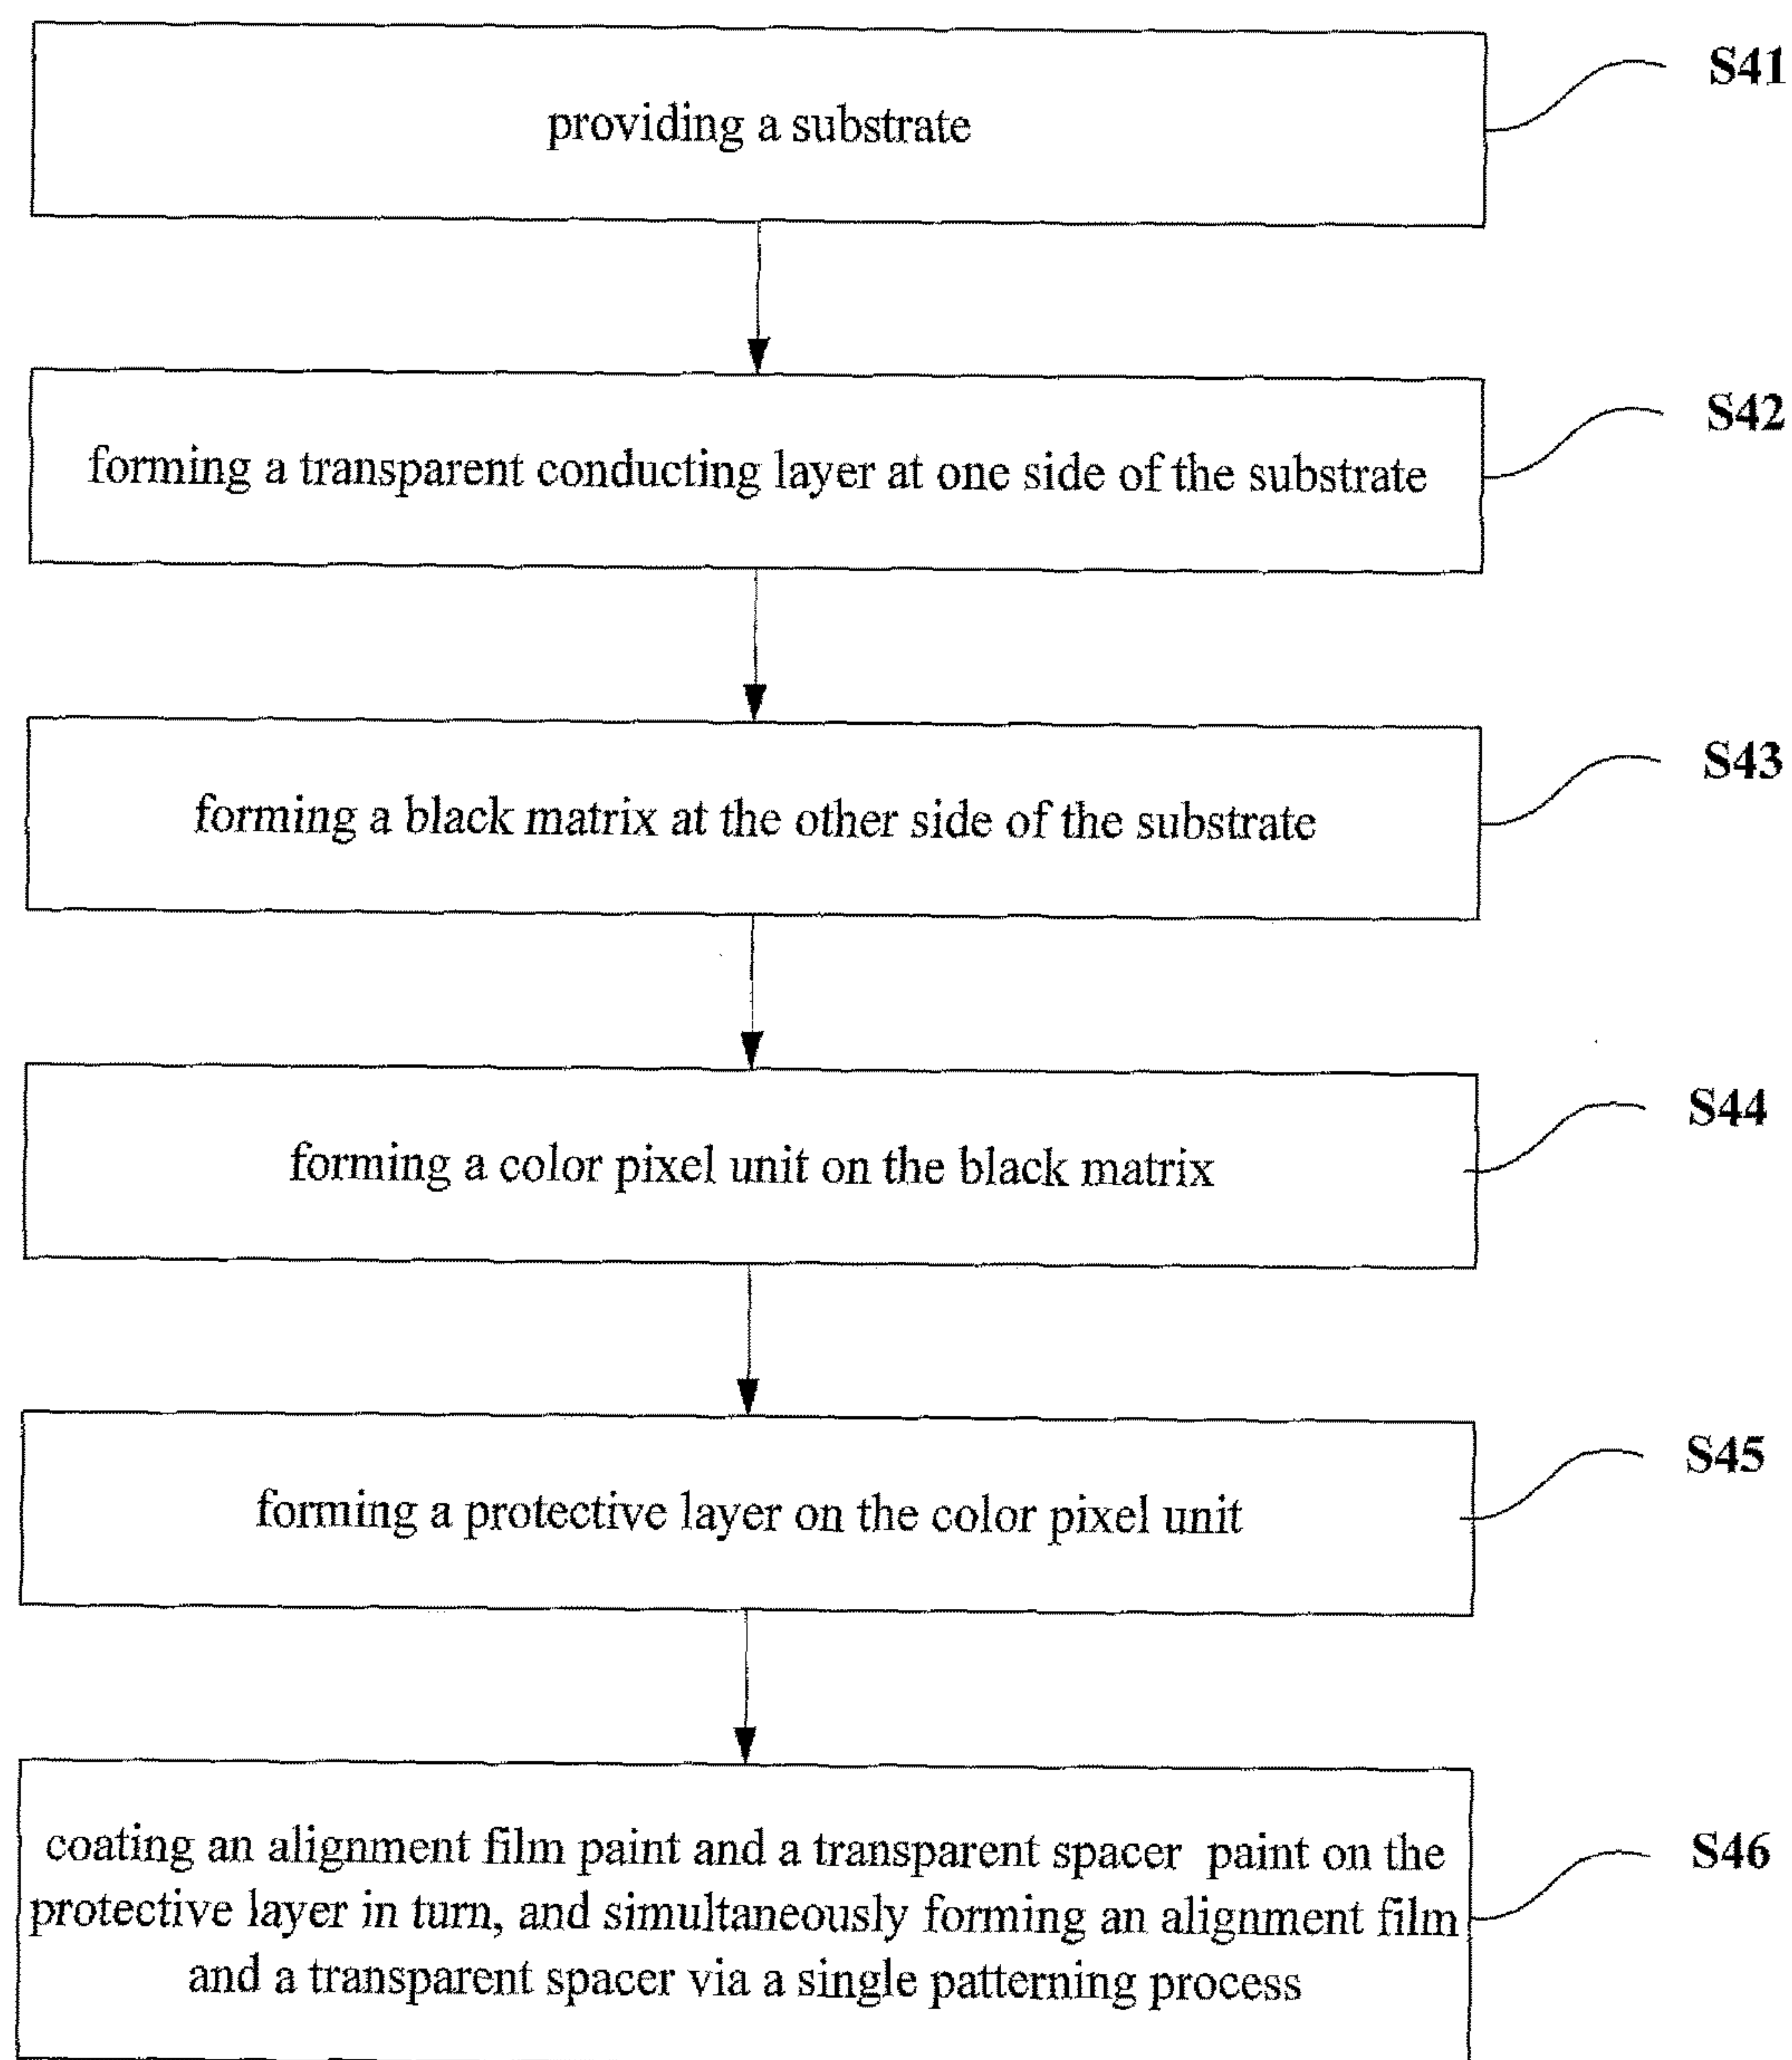 providing a substrate
S41
forming a transparent conducting layer at one side of the substrate
S42
forming a black matrix at the other side of the substrate
S43
forming a color pixel unit on the black matrix
S44
forming a protective layer on the color pixel unit
S45
coating an alignment film paint and a transparent spacer paint on the
protective layer in turn, and simultaneously forming an alignment film
and a transparent spacer via a single patterning process
S46